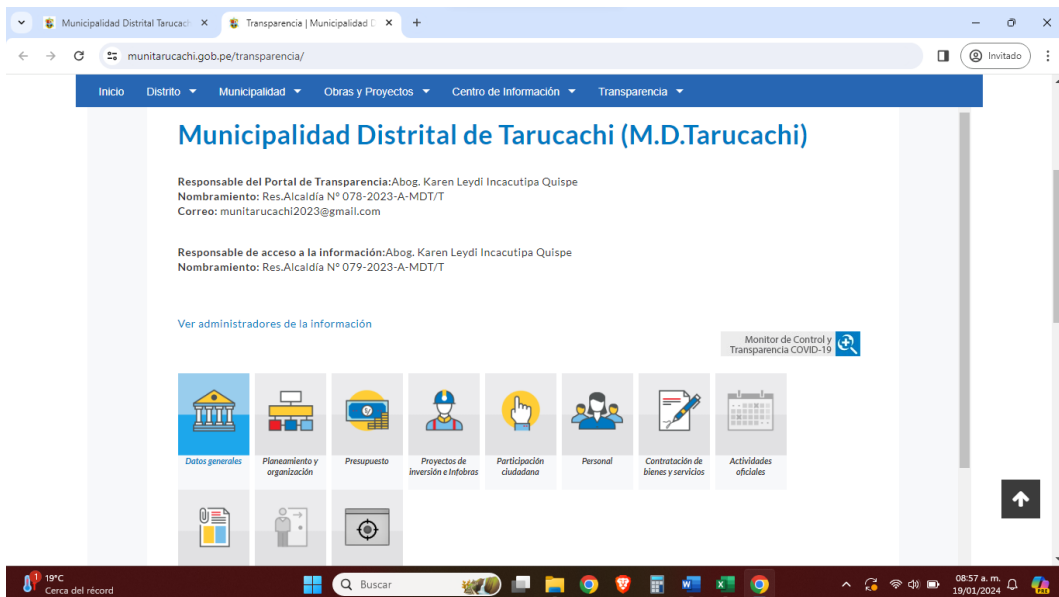 Municipalidad Distrital Tarucach
Transparencia | Municipalidad D
munitarucachi.gob.pe/transparencia/
Invitado
Inicio Distrito Municipalidad Obras y Proyectos Centro de Información Transparencia
Municipalidad Distrital de Tarucachi (M.D.Tarucachi)
Responsable del Portal de Transparencia:Abog. Karen Leydi Incacutipa Quispe
Nombramiento: Res.Alcaldía Nº 078-2023-A-MDT/T
Correo: munitarucachi2023@gmail.com
Responsable de acceso a la información:Abog. Karen Leydi Incacutipa Quispe
Nombramiento: Res.Alcaldía Nº 079-2023-A-MDT/T
Ver administradores de la información
Monitor de Control y
Transparencia COVID-19
Datos generales
Planeamiento y
organización
Presupuesto
Proyectos de
inversión e Infobras
Participación
ciudadana
Personal
Contratación de
bienes y servicios
Actividades
oficiales
1
19°C
Cerca del récord
Buscar
08:57 a. m.
19/01/2024